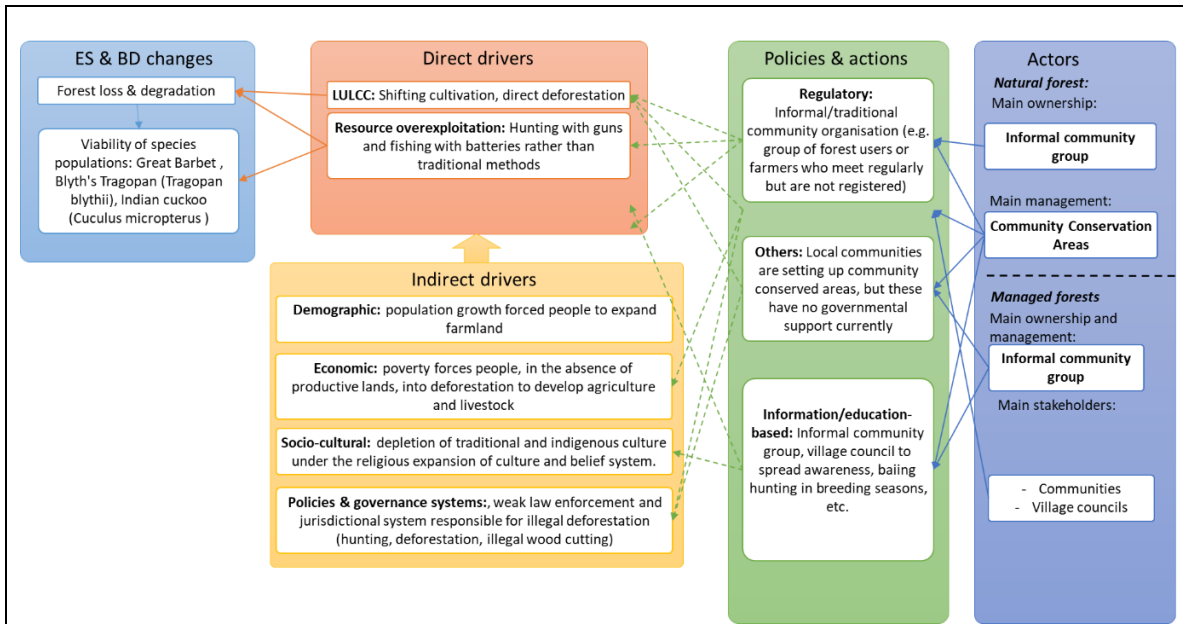 ES & BD changes
Forest loss & degradation
Viability of species
populations: Great Barbet ,
Blyth's Tragopan (Tragopan
blythii), Indian cuckoo
(Cuculus micropterus )
Direct drivers
LULCC: Shifting cultivation, direct deforestation
Resource overexploitation: Hunting with guns
and fishing with batteries rather than
traditional methods
Indirect drivers
Demographic: population growth forced people to expand
farmland
Economic: poverty forces people, in the absence of
productive lands, into deforestation to develop agriculture
and livestock
Socio-cultural: depletion of traditional and indigenous culture
under the religious expansion of culture and belief system.
Policies & governance systems:, weak law enforcement and
jurisdictional system responsible for illegal deforestation
(hunting, deforestation, illegal wood cutting)
Policies & actions
Regulatory:
Informal/traditional
community organisation (e.g.
group of forest users or
farmers who meet regularly
but are not registered)
Others: Local communities
are setting up community
conserved areas, but these
have no governmental
support currently
Information/education-
based: Informal community
group, village council to
spread awareness, baiing
hunting in breeding seasons,
etc.
Actors
Natural forest:
Main ownership:
Informal community
group
Main management:
Community Conservation
Areas
Managed forests
Main ownership and
management:
Informal community
group
Main stakeholders:
- Communities
- Village councils